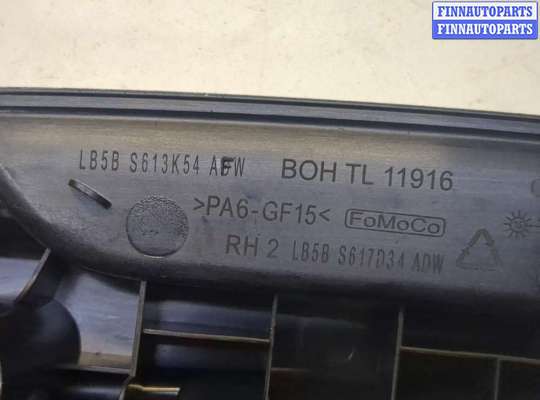 FINNAUTOPARTS
FINNAUTOPARTS
LB5B S613K54 AEW BOH TL 11916
>PA6-GF15< FoMoCo
RH 2 LB5B S617D34 ADW